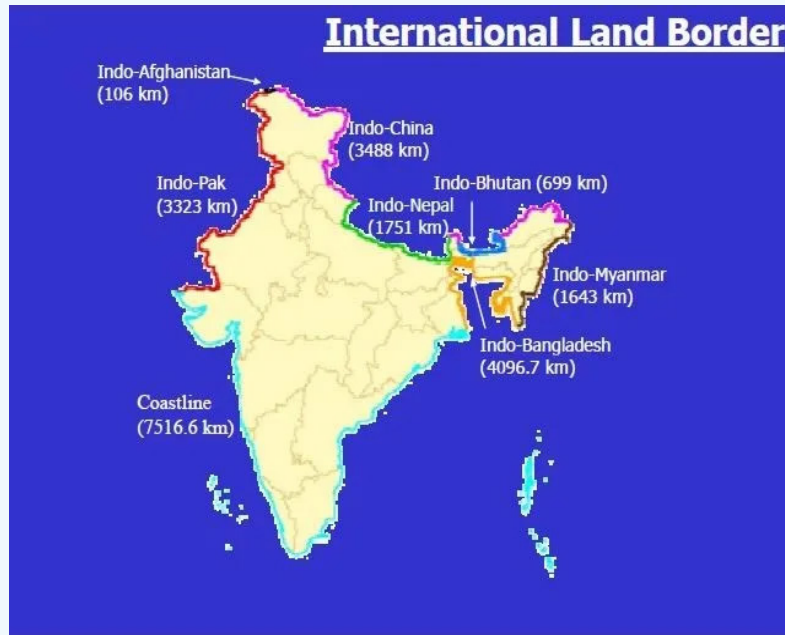 International Land Border
Indo-Afghanistan
(106 km)
Indo-China
(3488 km)
Indo-Pak
(3323 km)
Indo-Bhutan (699 km)
Indo-Nepal
(1751 km)
Indo-Myanmar
(1643 km)
Indo-Bangladesh
(4096.7 km)
Coastline
(7516.6 km)